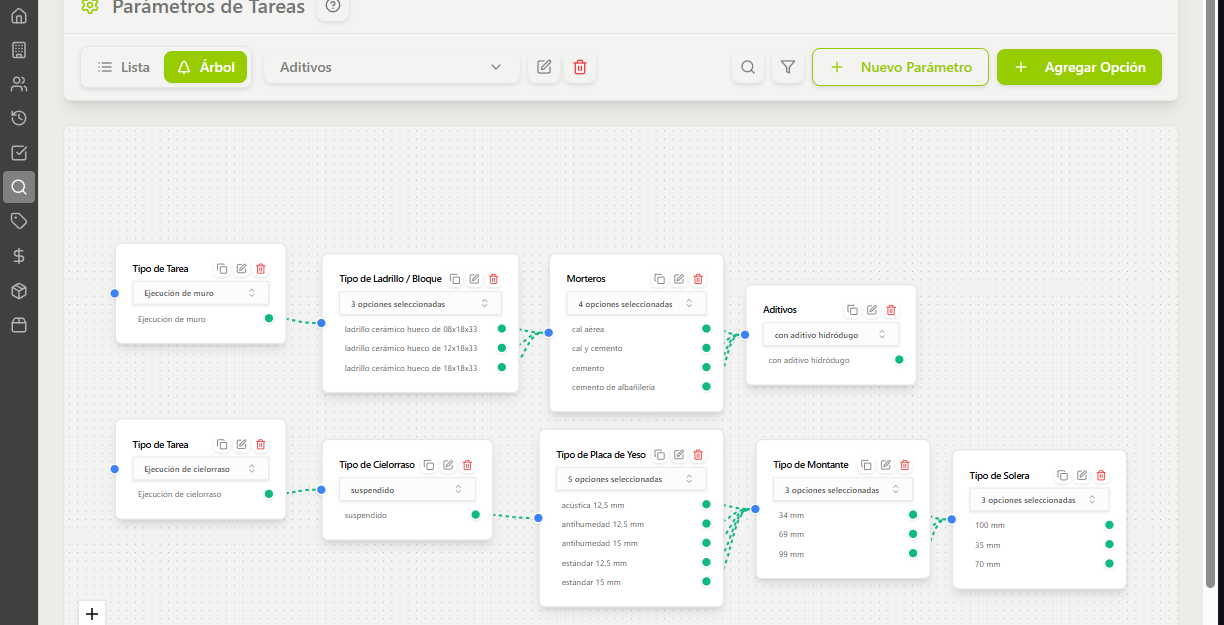 Parámetros de Tareas
Lista
Árbol
Aditivos
Nuevo Parámetro
Agregar Opción
Tipo de Tarea
Ejecución de muro
Ejecución de muro
Tipo de Ladrillo / Bloque
3 opciones seleccionadas
ladrillo cerámico hueco de 08x18x33
ladrillo cerámico hueco de 12x18x33
ladrillo cerámico hueco de 18x18x33
Morteros
4 opciones seleccionadas
cal aérea
cal y cemento
cemento
cemento de albañilería
Aditivos
con aditivo hidrófugo
con aditivo hidrófugo
Tipo de Tarea
Ejecución de cielorraso
Ejecución de cielorraso
Tipo de Cielorraso
suspendido
suspendido
Tipo de Placa de Yeso
5 opciones seleccionadas
acústica 12,5 mm
antihumedad 12,5 mm
antihumedad 15 mm
estándar 12,5 mm
estándar 15 mm
Tipo de Montante
3 opciones seleccionadas
34 mm
69 mm
99 mm
Tipo de Solera
3 opciones seleccionadas
100 mm
35 mm
70 mm